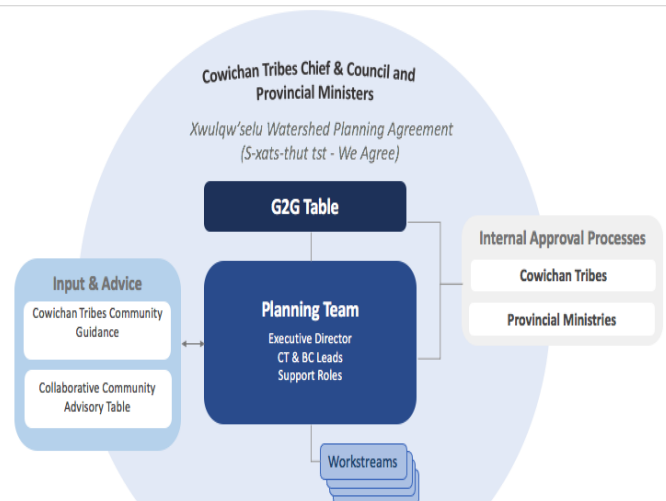 Cowichan Tribes Chief & Council and
Provincial Ministers
Xwulqw'selu Watershed Planning Agreement
(S-xats-thut tst - We Agree)
G2G Table
Internal Approval Processes
Cowichan Tribes
Provincial Ministries
Input & Advice
Cowichan Tribes Community
Guidance
Collaborative Community
Advisory Table
Planning Team
Executive Director
CT & BC Leads
Support Roles
Workstreams